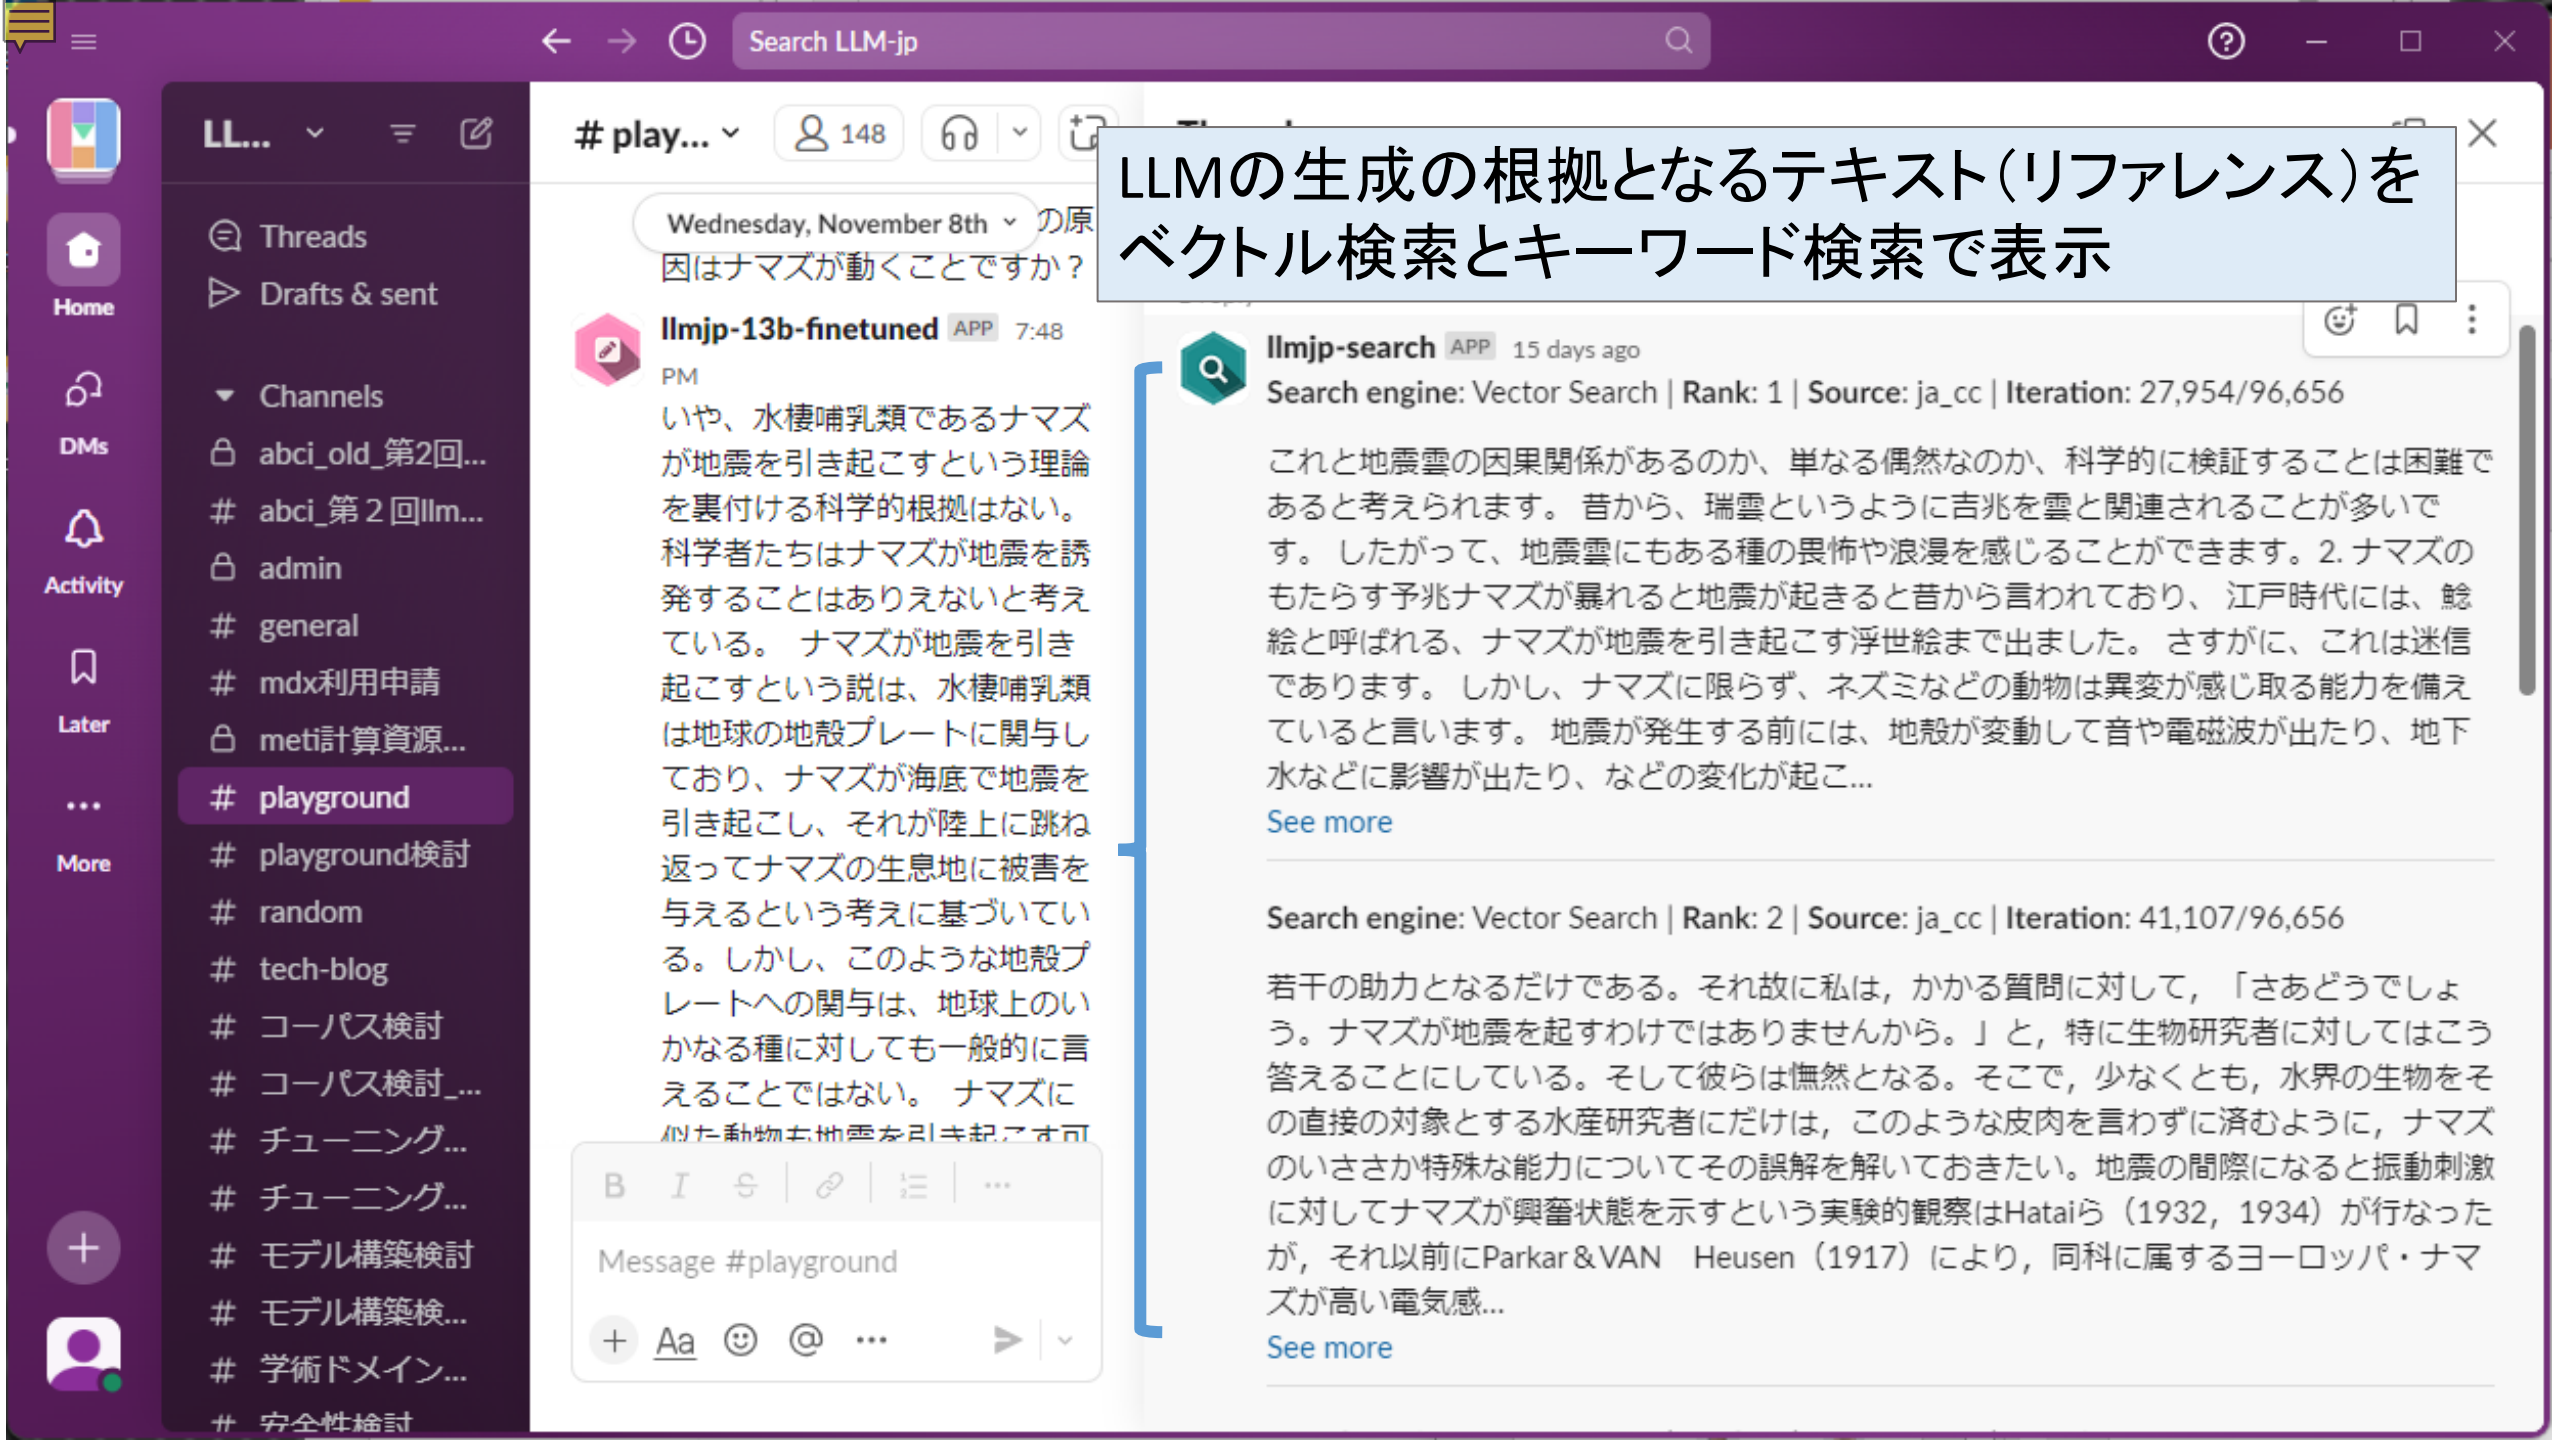 Search LLM-jp
LL...
Home
DMs
Activity
Later
More
Threads
Drafts & sent
Channels
abci_old_第2回...
# abci_第２回llm...
admin
# general
# mdx利用申請
meti計算資源...
# playground
# playground検討
# random
# tech-blog
# コーパス検討
# コーパス検討_...
# チューニング...
# チューニング...
# モデル構築検討
# モデル構築検...
# 学術ドメイン...
# 安全性検討
# play...
148
Wednesday, November 8th
の原
因はナマズが動くことですか？
llmjp-13b-finetuned APP 7:48
PM
いや、水棲哺乳類であるナマズ
が地震を引き起こすという理論
を裏付ける科学的根拠はない。
科学者たちはナマズが地震を誘
発することはありえないと考え
ている。 ナマズが地震を引き
起こすという説は、水棲哺乳類
は地球の地殻プレートに関与し
ており、ナマズが海底で地震を
引き起こし、それが陸上に跳ね
返ってナマズの生息地に被害を
与えるという考えに基づいてい
る。しかし、このような地殻プ
レートへの関与は、地球上のい
かなる種に対しても一般的に言
えることではない。 ナマズに
似た動物も地震を引き起こす可
B I S
Message #playground
Aa
LLMの生成の根拠となるテキスト（リファレンス）を
ベクトル検索とキーワード検索で表示
llmjp-search APP 15 days ago
Search engine: Vector Search | Rank: 1 | Source: ja_cc | Iteration: 27,954/96,656
これと地震雲の因果関係があるのか、単なる偶然なのか、科学的に検証することは困難で
あると考えられます。 昔から、瑞雲というように吉兆を雲と関連されることが多いで
す。 したがって、地震雲にもある種の畏怖や浪漫を感じることができます。2. ナマズの
もたらす予兆ナマズが暴れると地震が起きると昔から言われており、 江戸時代には、鯰
絵と呼ばれる、ナマズが地震を引き起こす浮世絵まで出ました。 さすがに、これは迷信
であります。 しかし、ナマズに限らず、ネズミなどの動物は異変が感じ取る能力を備え
ていると言います。 地震が発生する前には、地殻が変動して音や電磁波が出たり、地下
水などに影響が出たり、などの変化が起こ...
See more
Search engine: Vector Search | Rank: 2 | Source: ja_cc | Iteration: 41,107/96,656
若干の助力となるだけである。それ故に私は，かかる質問に対して，「さあどうでしょ
う。ナマズが地震を起すわけではありませんから。」と，特に生物研究者に対してはこう
答えることにしている。そして彼らは憮然となる。そこで，少なくとも，水界の生物をそ
の直接の対象とする水産研究者にだけは，このような皮肉を言わずに済むように，ナマズ
のいささか特殊な能力についてその誤解を解いておきたい。地震の間際になると振動刺激
に対してナマズが興奮状態を示すという実験的観察はHataiら（1932，1934）が行なった
が，それ以前にParkar＆VAN　Heusen（1917）により，同科に属するヨーロッパ・ナマ
ズが高い電気感...
See more